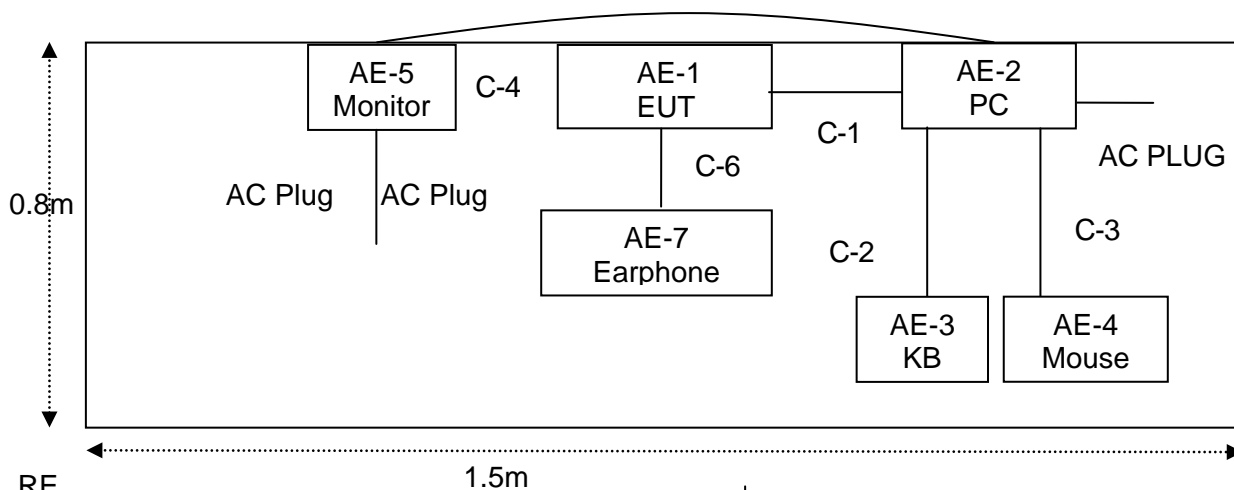 AE-5
Monitor
C-4
AE-1
EUT
AE-2
PC
C-1
AC PLUG
C-6
AC Plug
AC Plug
0.8m
AE-7
Earphone
C-2
C-3
AE-3
KB
AE-4
Mouse
1.5m